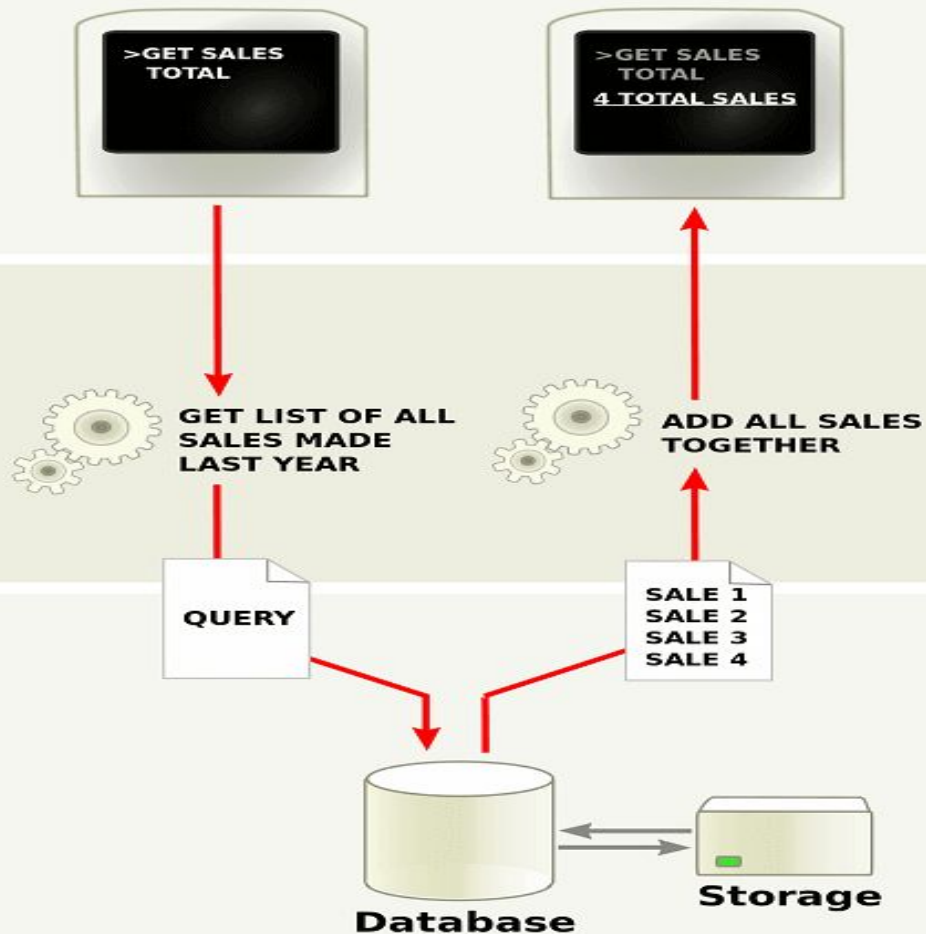 >GET SALES
TOTAL
>GET SALES
TOTAL
4 TOTAL SALES
GET LIST OF ALL
SALES MADE
LAST YEAR
ADD ALL SALES
TOGETHER
QUERY
SALE 1
SALE 2
SALE 3
SALE 4
Database
Storage